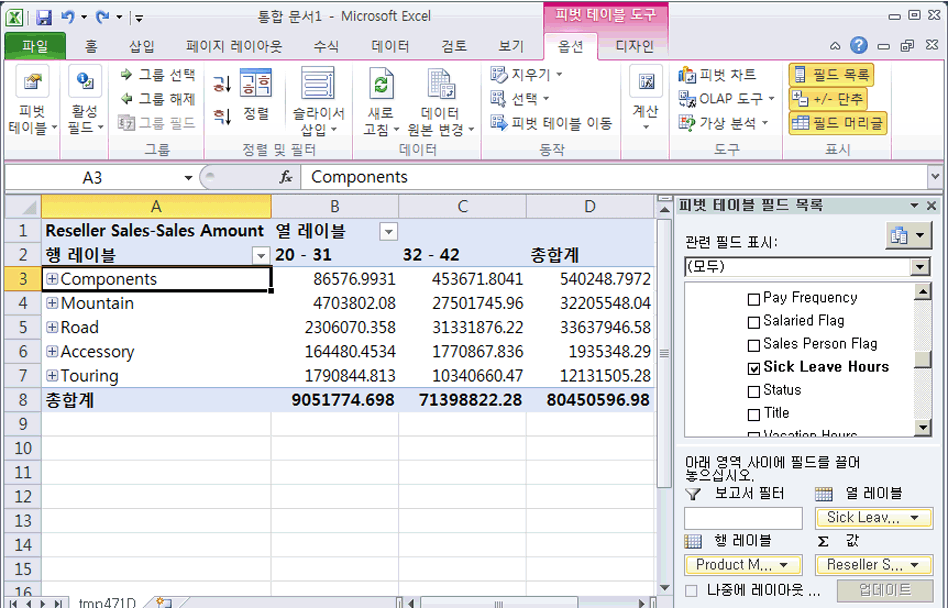 통합 문서1 - Microsoft Excel
피벗 테이블 도구
파일 홈 삽입 페이지 레이아웃 수식 데이터 검토 보기 옵션 디자인
피벗 테이블
활성 필드
그룹 선택
그룹 해제
그룹 필드
그룹
정렬
슬라이서 삽입
정렬 및 필터
새로 고침
데이터 원본 변경
데이터
지우기
선택
피벗 테이블 이동
동작
계산
피벗 차트
OLAP 도구
가상 분석
도구
필드 목록
+/- 단추
필드 머리글
표시
A3 fx Components
A B C D
1 Reseller Sales-Sales Amount 열 레이블
2 행 레이블 20 - 31 32 - 42 총합계
3 Components 86576.9931 453671.8041 540248.7972
4 Mountain 4703802.08 27501745.96 32205548.04
5 Road 2306070.358 31331876.22 33637946.58
6 Accessory 164480.4534 1770867.836 1935348.29
7 Touring 1790844.813 10340660.47 12131505.28
8 총합계 9051774.698 71398822.28 80450596.98
9
10
11
12
13
14
15
16
tmp471D
피벗 테이블 필드 목록
관련 필드 표시:
(모두)
Pay Frequency
Salaried Flag
Sales Person Flag
Sick Leave Hours
Status
Title
Vacation Hours
아래 영역 사이에 필드를 끌어
놓으십시오.
보고서 필터 열 레이블
Sick Leav...
행 레이블 Σ 값
Product M... Reseller S...
나중에 레이아웃 ... 업데이트